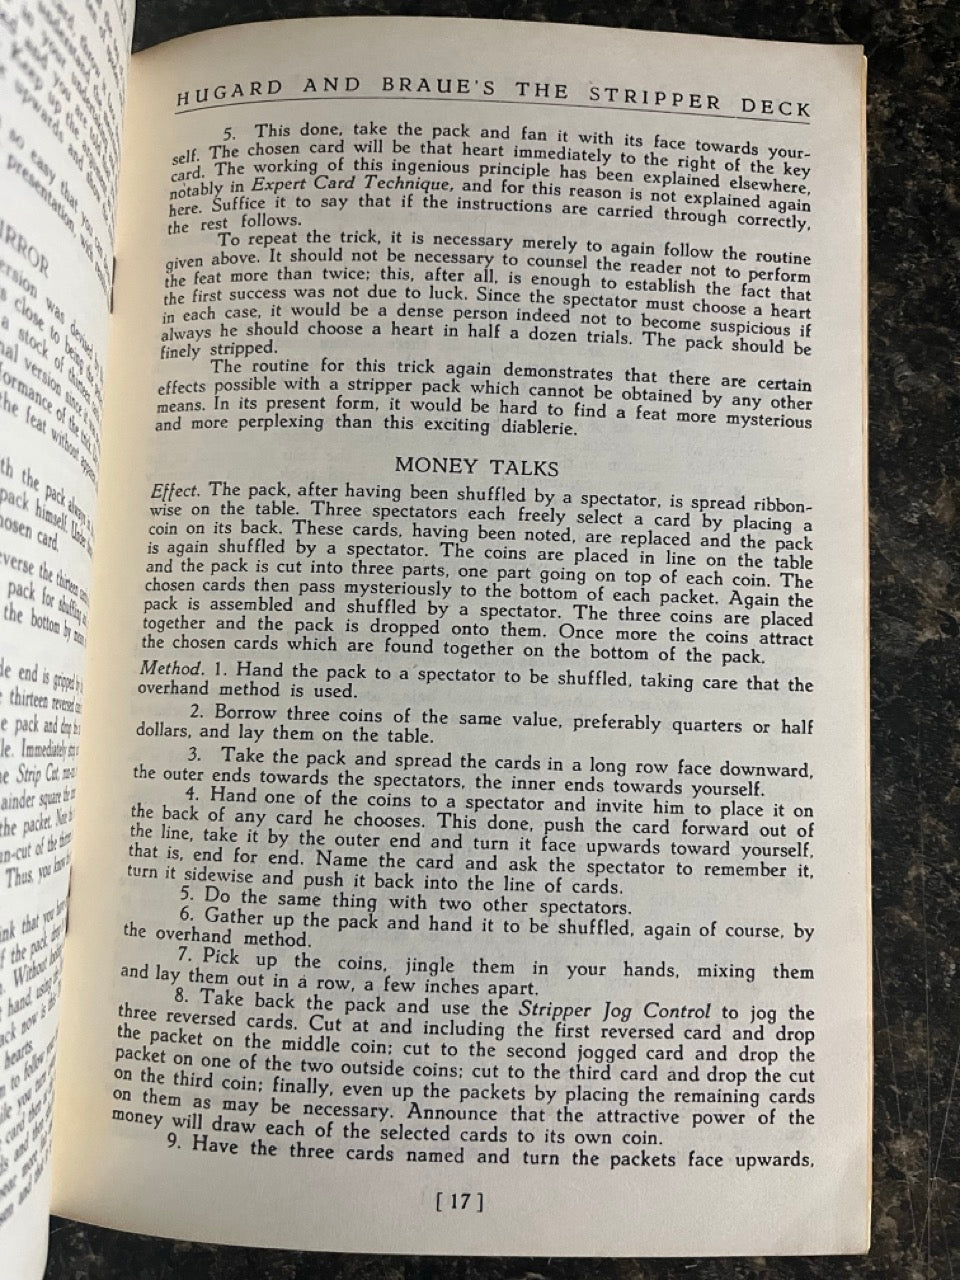 HUGARD AND BRAUE'S THE STRIPPER DECK
5. This done, take the pack and fan it with its face towards your-
self. The chosen card will be that heart immediately to the right of the key
card. The working of this ingenious principle has been explained elsewhere,
notably in Expert Card Technique, and for this reason is not explained again
here. Suffice it to say that if the instructions are carried through correctly,
the rest follows.
To repeat the trick, it is necessary merely to again follow the routine
given above. It should not be necessary to counsel the reader not to perform
the feat more than twice; this, after all, is enough to establish the fact that
the first success was not due to luck. Since the spectator must choose a heart
in each case, it would be a dense person indeed not to become suspicious if
always he should choose a heart in half a dozen trials. The pack should be
finely stripped.
The routine for this trick again demonstrates that there are certain
effects possible with a stripper pack which cannot be obtained by any other
means. In its present form, it would be hard to find a feat more mysterious
and more perplexing than this exciting diablerie.
MONEY TALKS
Effect. The pack, after having been shuffled by a spectator, is spread ribbon-
wise on the table. Three spectators each freely select a card by placing a
coin on its back. These cards, having been noted, are replaced and the pack
is again shuffled by a spectator. The coins are placed in line on the table
and the pack is cut into three parts, one part going on top of each coin. The
chosen cards then pass mysteriously to the bottom of each packet. Again the
pack is assembled and shuffled by a spectator. The three coins are placed
together and the pack is dropped onto them. Once more the coins attract
the chosen cards which are found together on the bottom of the pack.
Method. 1. Hand the pack to a spectator to be shuffled, taking care that the
overhand method is used.
2. Borrow three coins of the same value, preferably quarters or half
dollars, and lay them on the table.
3. Take the pack and spread the cards in a long row face downward,
the outer ends towards the spectators, the inner ends towards yourself.
4. Hand one of the coins to a spectator and invite him to place it on
the back of any card he chooses. This done, push the card forward out of
the line, take it by the outer end and turn it face upwards toward yourself,
that is, end for end. Name the card and ask the spectator to remember it,
turn it sidewise and push it back into the line of cards.
5. Do the same thing with two other spectators.
6. Gather up the pack and hand it to be shuffled, again of course, by
the overhand method.
7. Pick up the coins, jingle them in your hands, mixing them
and lay them out in a row, a few inches apart.
8. Take back the pack and use the Stripper Jog Control to jog the
three reversed cards. Cut at and including the first reversed card and drop
the packet on the middle coin; cut to the second jogged card and drop the
packet on one of the two outside coins; cut to the third card and drop the cut
on the third coin; finally, even up the packets by placing the remaining cards
on them as may be necessary. Announce that the attractive power of the
money will draw each of the selected cards to its own coin.
9. Have the three cards named and turn the packets face upwards,
[ 17 ]